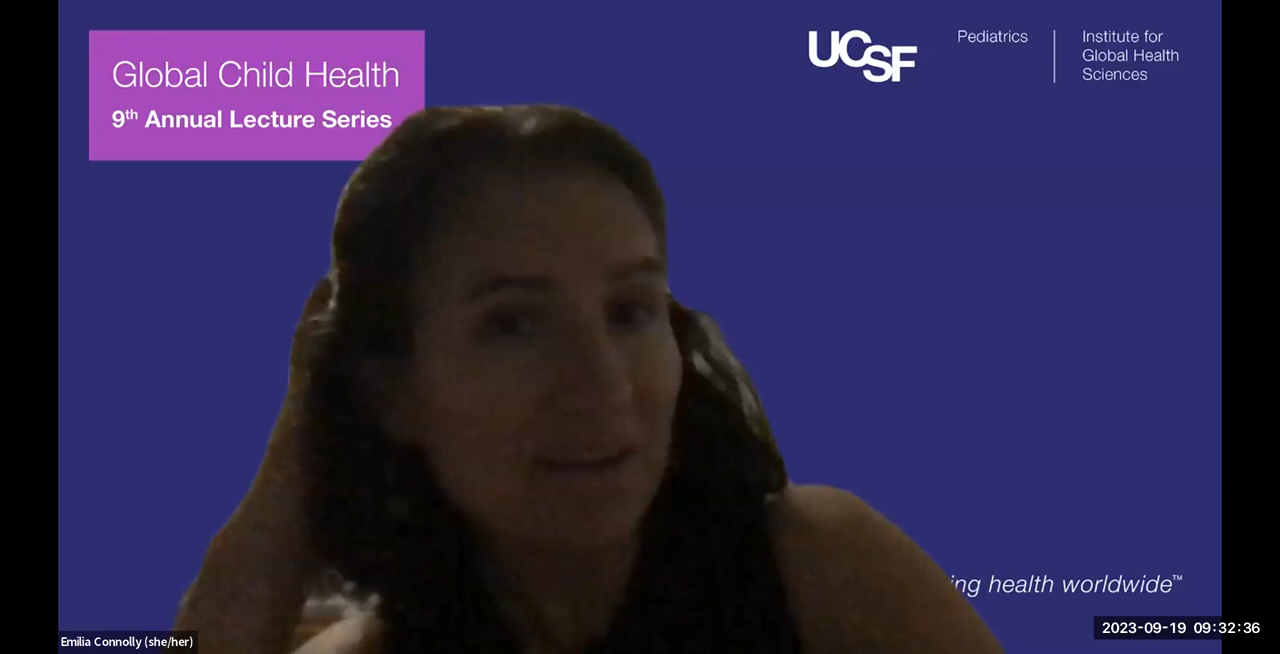 Global Child Health
9th Annual Lecture Series
UCSF
Pediatrics
Institute for
Global Health
Sciences
health worldwide™
Emilia Connolly (she/her)
2023-09-19 09:32:36